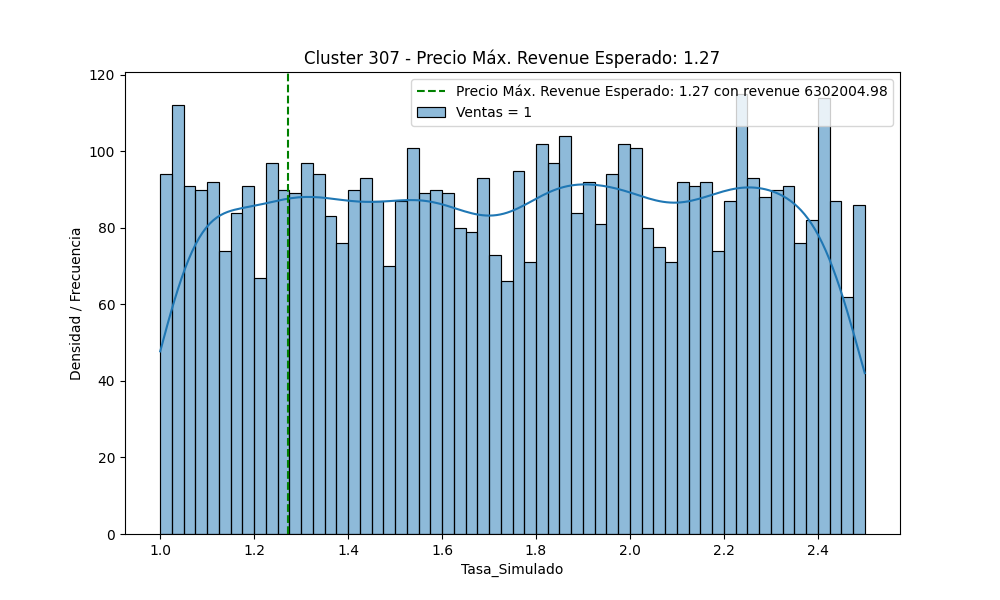 Cluster 307 - Precio Máx. Revenue Esperado: 1.27
Precio Máx. Revenue Esperado: 1.27 con revenue 6302004.98
Ventas = 1
Densidad / Frecuencia
120
100
80
60
40
20
0
1.0 1.2 1.4 1.6 1.8 2.0 2.2 2.4
Tasa_Simulado